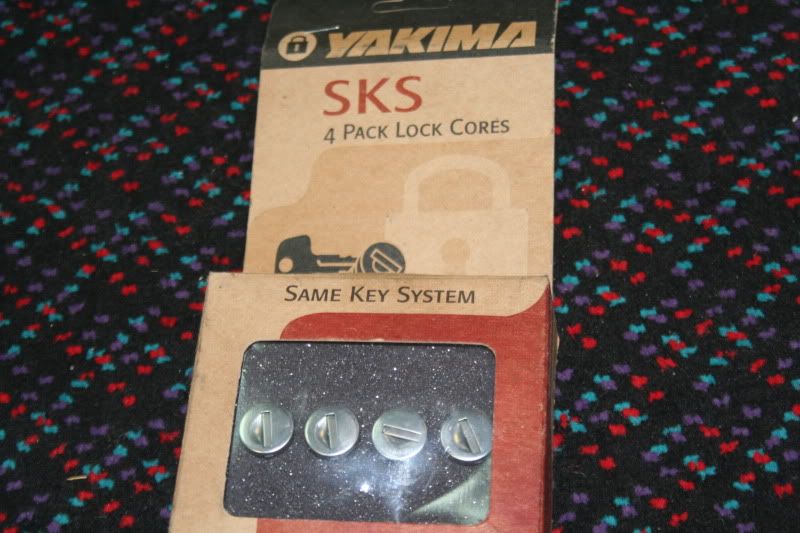 YAKIMA
SKS
4 PACK LOCK CORES
SAME KEY SYSTEM